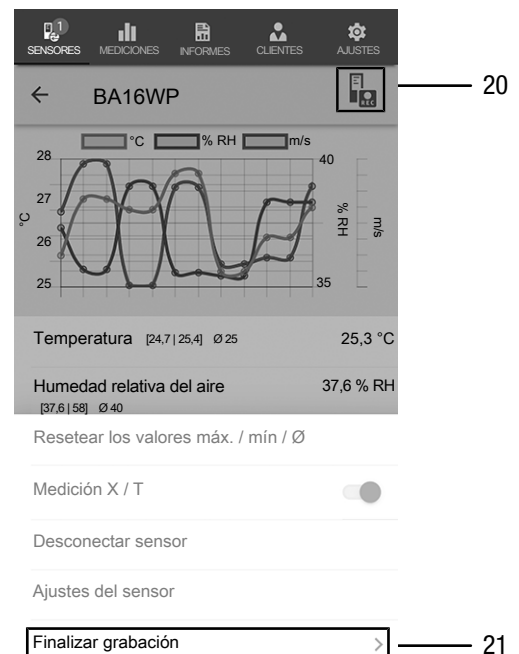 1
SENSORES MEDICIONES INFORMES CLIENTES AJUSTES
BA16WP
REC
20
°C % RH m/s
28 40
27
°C % RH m/s
26
25 35
Temperatura [24,7 | 25,4] Ø 25 25,3 °C
Humedad relativa del aire 37,6 % RH
[37,6 | 58] Ø 40
Resetear los valores máx. / mín / Ø
Medición X / T
Desconectar sensor
Ajustes del sensor
Finalizar grabación 21